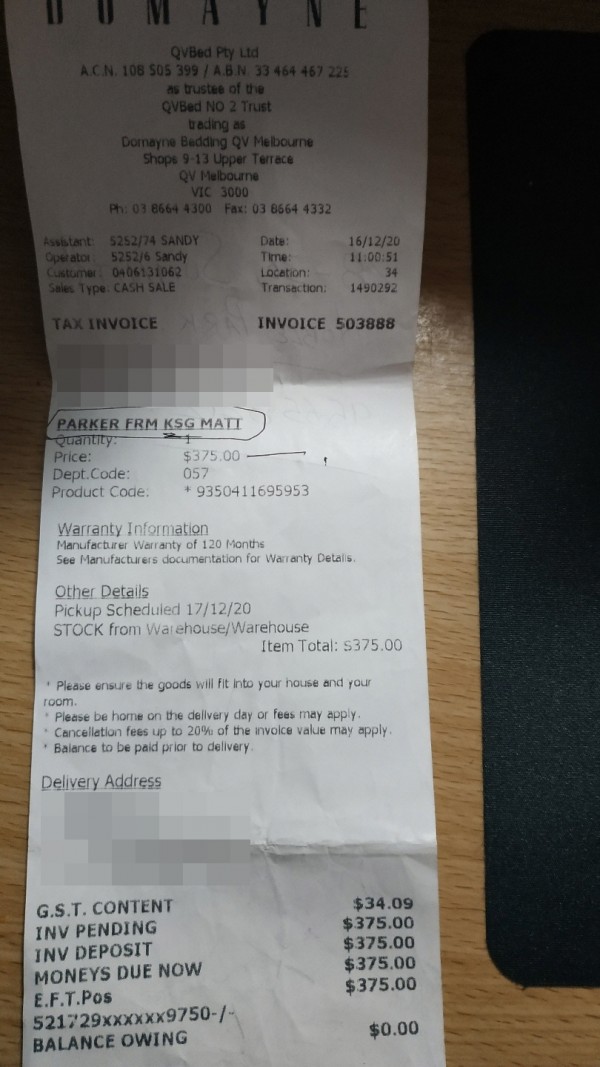 DOMAYNE
QVBed Pty Ltd
A.C.N. 108 505 399 / A.B.N. 33 464 467 225
as trustee of the
QVBed NO 2 Trust
trading as
Domayne Bedding QV Melbourne
Shops 9-13 Upper Terrace
QV Melbourne
VIC 3000
Ph: 03 8664 4300 Fax: 03 8664 4332
Assistant: 5252/74 SANDY Date: 16/12/20
Operator: 5252/6 Sandy Time: 11:00:51
Customer: 0406131062 Location: 34
Sales Type: CASH SALE Transaction: 1490292
TAX INVOICE INVOICE 503888
PARKER FRM KSG MATT
Quantity: 1
Price: $375.00
Dept.Code: 057
Product Code: * 9350411695953
Warranty Information
Manufacturer Warranty of 120 Months
See Manufacturers documentation for Warranty Details.
Other Details
Pickup Scheduled 17/12/20
STOCK from Warehouse/Warehouse
Item Total: $375.00
* Please ensure the goods will fit into your house and your
room.
* Please be home on the delivery day or fees may apply.
* Cancellation fees up to 20% of the invoice value may apply.
* Balance to be paid prior to delivery.
Delivery Address
G.S.T. CONTENT $34.09
INV PENDING $375.00
INV DEPOSIT $375.00
MONEYS DUE NOW $375.00
E.F.T.Pos $375.00
521729xxxxxx9750-/-
BALANCE OWING $0.00